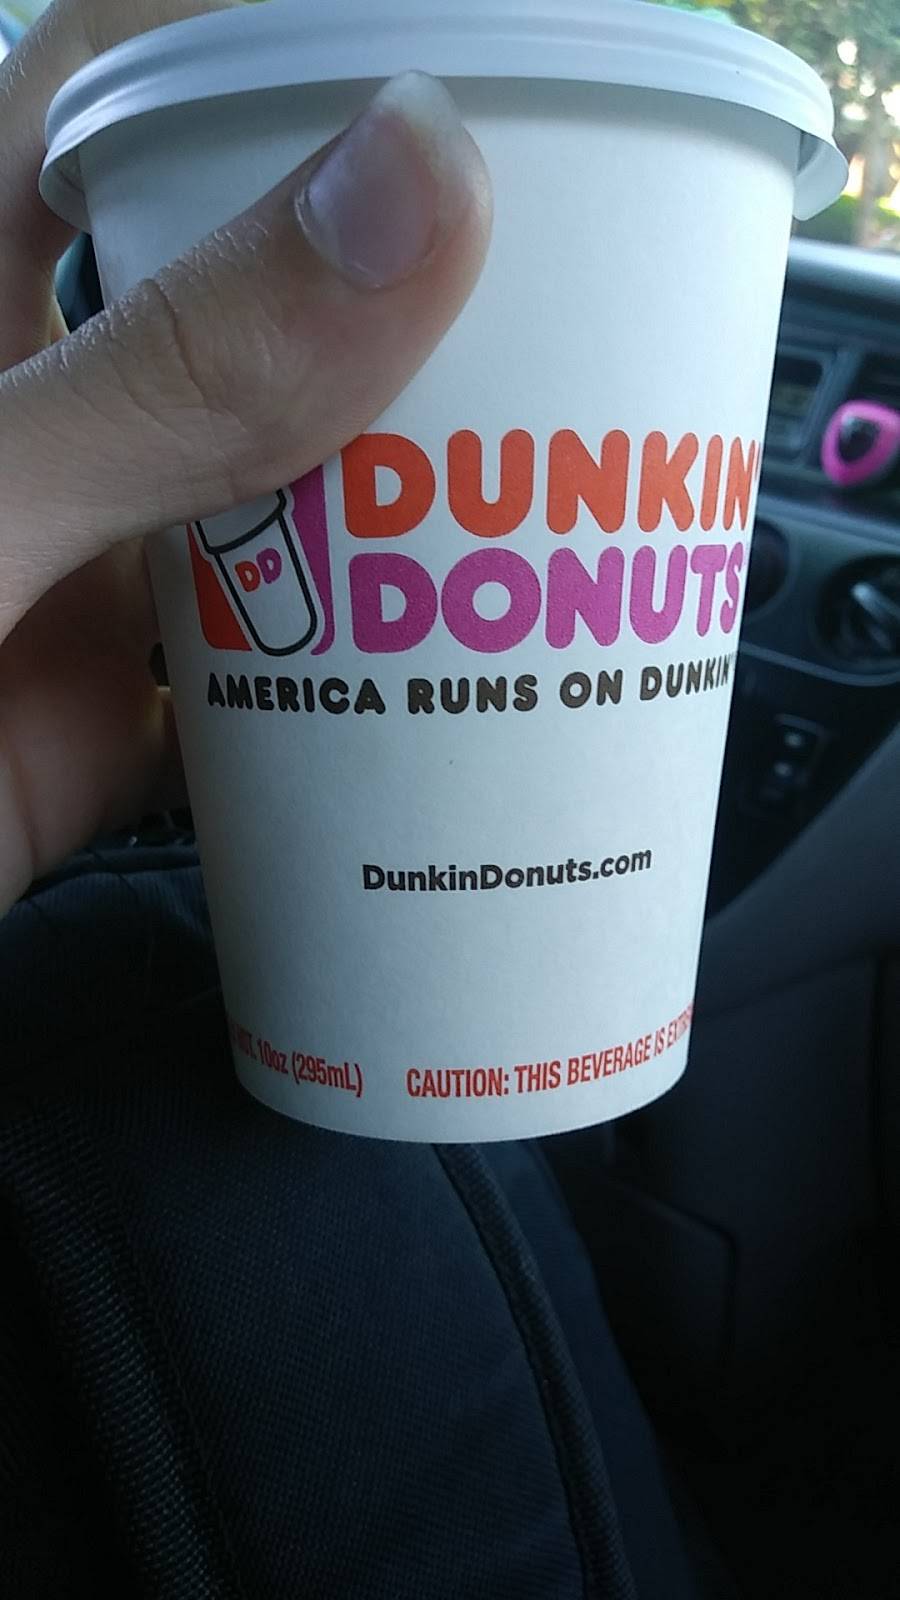 DUNKIN'
DONUTS
DD
AMERICA RUNS ON DUNKIN'
DunkinDonuts.com
10oz (295mL) CAUTION: THIS BEVERAGE IS